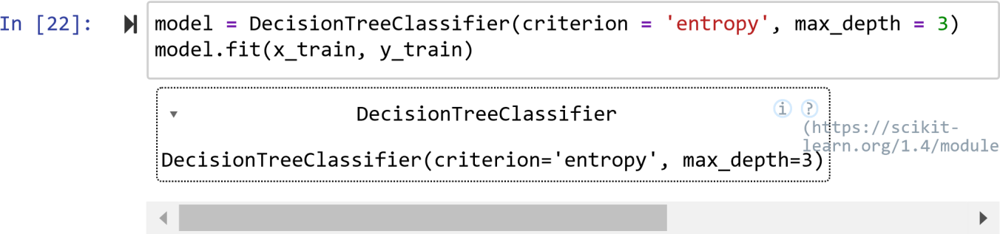 In [22]:
model = DecisionTreeClassifier(criterion = 'entropy', max_depth = 3)
model.fit(x_train, y_train)
DecisionTreeClassifier
i ?
(https://scikit-
learn.org/1.4/module
DecisionTreeClassifier(criterion='entropy', max_depth=3)